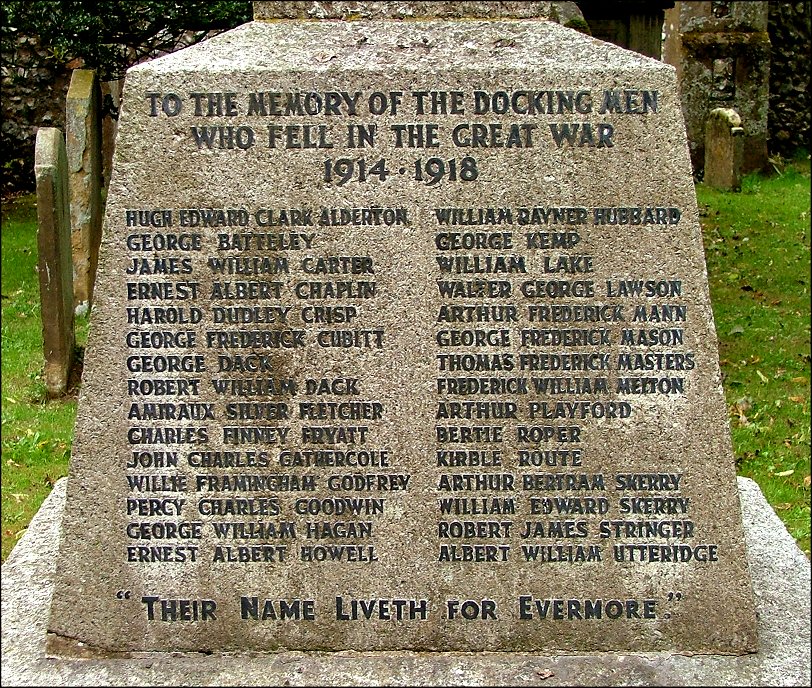 TO THE MEMORY OF THE DOCKING MEN
WHO FELL IN THE GREAT WAR
1914 · 1918
HUGH EDWARD CLARK ALDERTON
GEORGE BATTELEY
JAMES WILLIAM CARTER
ERNEST ALBERT CHAPLIN
HAROLD DUDLEY CRISP
GEORGE FREDERICK CUBITT
GEORGE DACK
ROBERT WILLIAM DACK
AMIRAUX SILVER FLETCHER
CHARLES FINNEY FRYATT
JOHN CHARLES GATHERCOLE
WILLIE FRAMINGHAM GODFREY
PERCY CHARLES GOODWIN
GEORGE WILLIAM HAGAN
ERNEST ALBERT HOWELL
WILLIAM RAYNER HUBBARD
GEORGE KEMP
WILLIAM LAKE
WALTER GEORGE LAWSON
ARTHUR FREDERICK MANN
GEORGE FREDERICK MASON
THOMAS FREDERICK MASTERS
FREDERICK WILLIAM MELTON
ARTHUR PLAYFORD
BERTIE ROPER
KIRBLE ROUTE
ARTHUR BERTRAM SKERRY
WILLIAM EDWARD SKERRY
ROBERT JAMES STRINGER
ALBERT WILLIAM UTTERIDGE
"THEIR NAME LIVETH FOR EVERMORE."